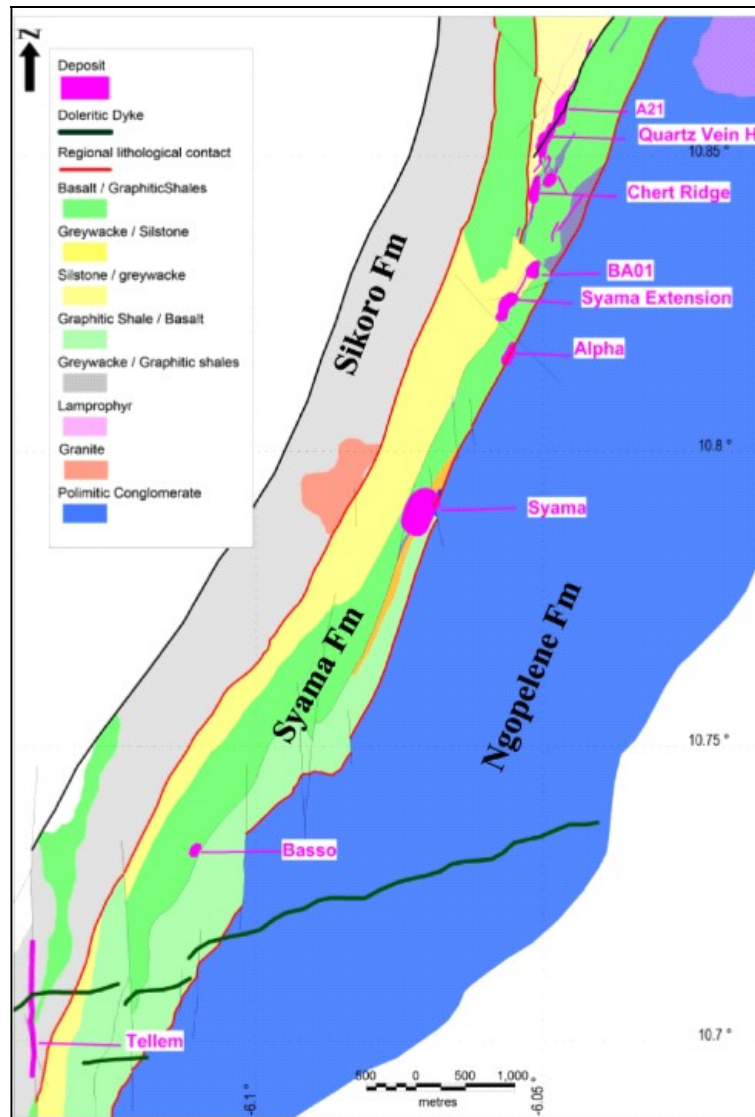 Z
Deposit
Doleritic Dyke
Regional lithological contact
Basalt / GraphiticShales
Greywacke / Silstone
Silstone / greywacke
Graphitic Shale / Basalt
Greywacke / Graphitic shales
Lamprophyr
Granite
Polimitic Conglomerate
A21
Quartz Vein H
10.85 °
Chert Ridge
BA01
Syama Extension
Alpha
Sikoro Fm
10.8 °
Syama
Syama Fm
Ngopelene Fm
10.75 °
Basso
Tellem
10.7 °
500 0 500 1,000
metres
-6.1 °
-6.05 °